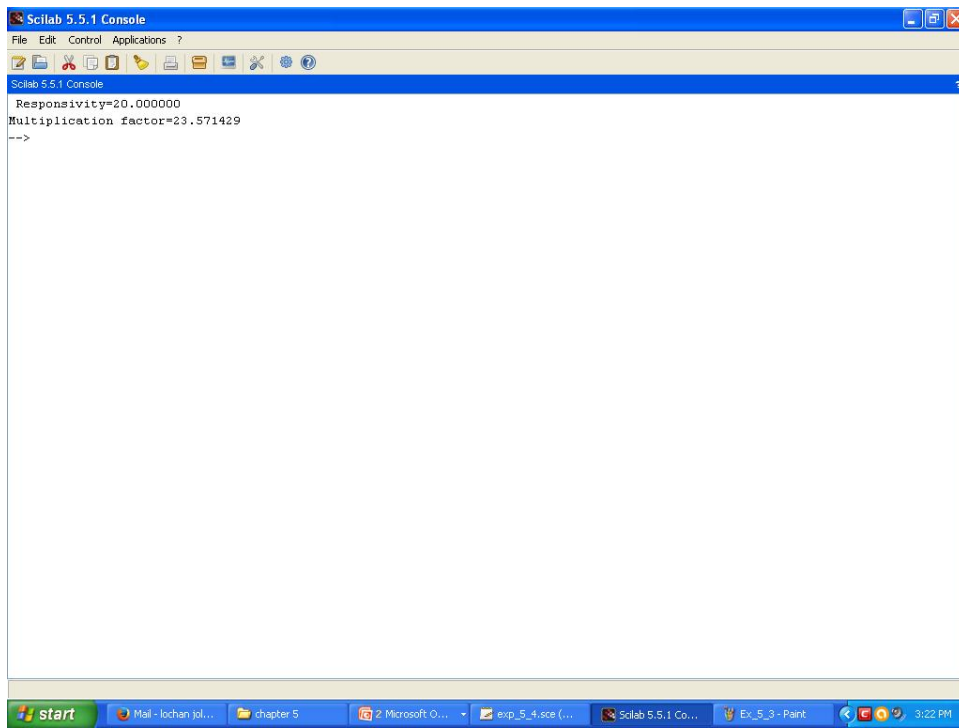 Scilab 5.5.1 Console
File Edit Control Applications ?
Scilab 5.5.1 Console ?
Responsivity=20.000000
Multiplication factor=23.571429
-->
start Mail - lochan jol... chapter 5 2 Microsoft O... exp_5_4.sce (... Scilab 5.5.1 Co... Ex_5_3 - Paint 3:22 PM